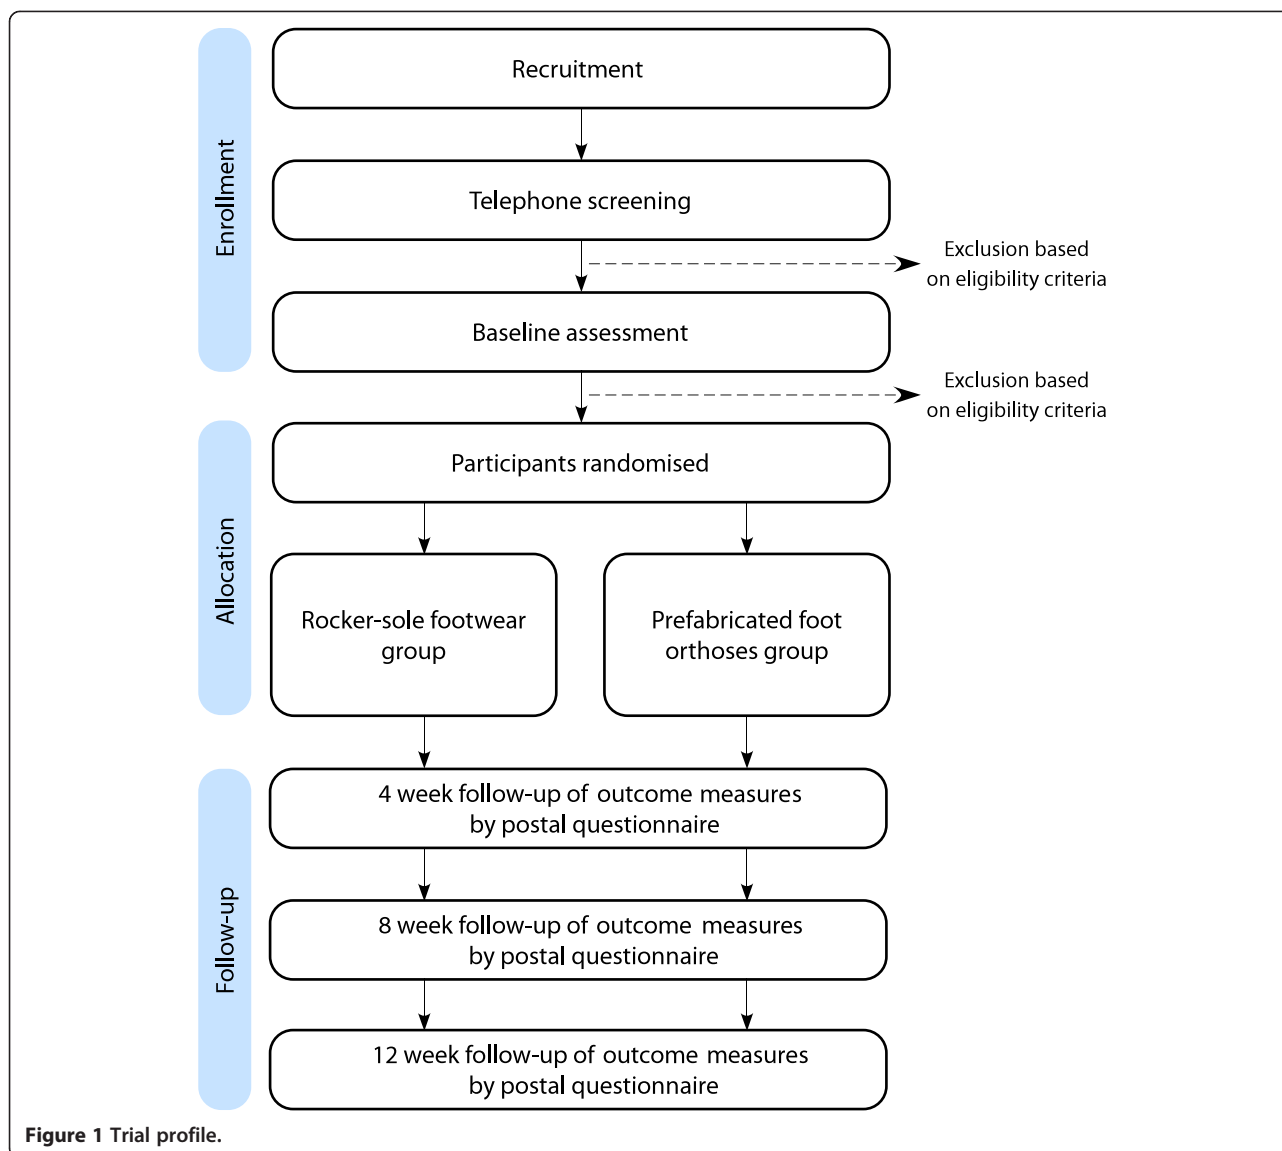 Enrollment
Recruitment
Telephone screening
Exclusion based
on eligibility criteria
Baseline assessment
Exclusion based
on eligibility criteria
Allocation
Participants randomised
Rocker-sole footwear
group
Prefabricated foot
orthoses group
Follow-up
4 week follow-up of outcome measures
by postal questionnaire
8 week follow-up of outcome measures
by postal questionnaire
12 week follow-up of outcome measures
by postal questionnaire
Figure 1 Trial profile.